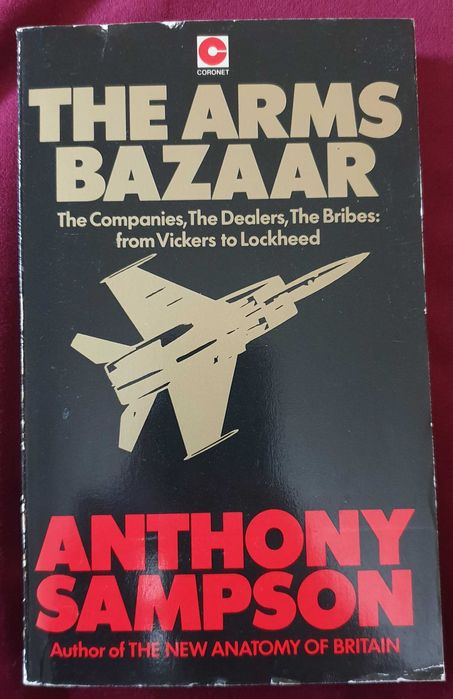 CORONET
THE ARMS
BAZAAR
The Companies, The Dealers, The Bribes:
from Vickers to Lockheed
ANTHONY
SAMPSON
Author of THE NEW ANATOMY OF BRITAIN